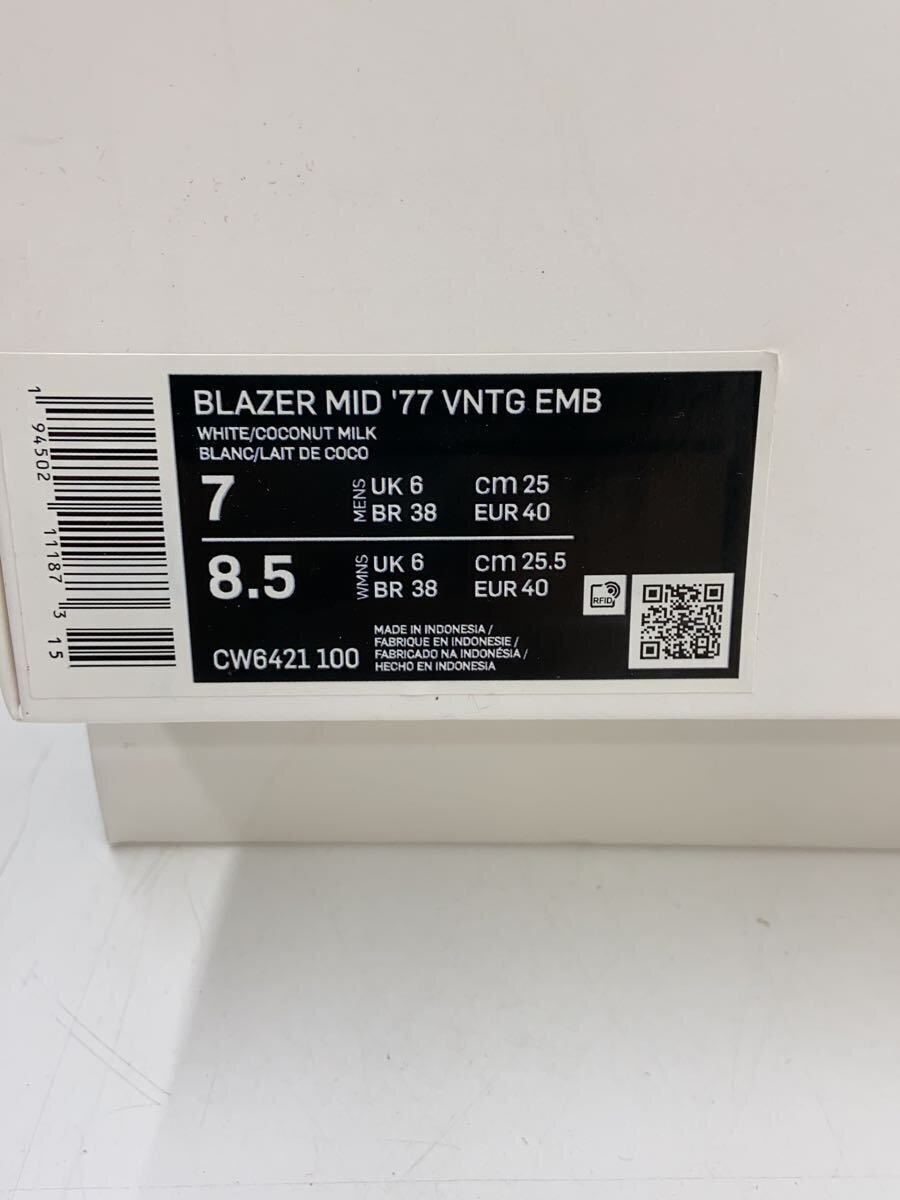 BLAZER MID '77 VNTG EMB
WHITE/COCONUT MILK
BLANC/LAIT DE COCO
7 MENS UK 6 cm 25
BR 38 EUR 40
8.5 WMNS UK 6 cm 25.5
BR 38 EUR 40
RFID
CW6421 100
MADE IN INDONESIA /
FABRIQUE EN INDONESIE /
FABRICADO NA INDONÉSIA /
HECHO EN INDONESIA
1 94502 11187 3 15